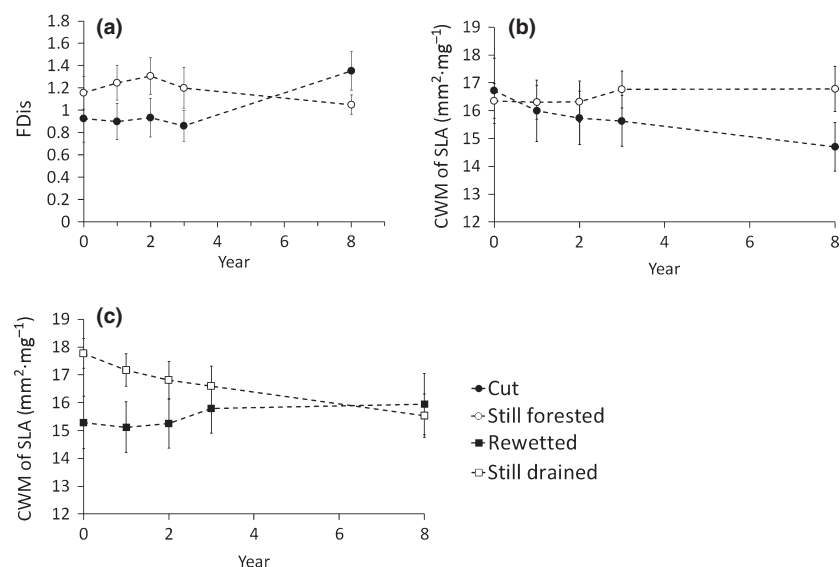 (a)
1.8
1.6
1.4
1.2
1
0.8
0.6
0.4
0.2
0
FDis
0 2 4 6 8
Year
(b)
19
18
17
16
15
14
13
12
CWM of SLA (mm²·mg⁻¹)
0 2 4 6 8
Year
(c)
19
18
17
16
15
14
13
12
CWM of SLA (mm²·mg⁻¹)
0 2 4 6 8
Year
Cut
Still forested
Rewetted
Still drained